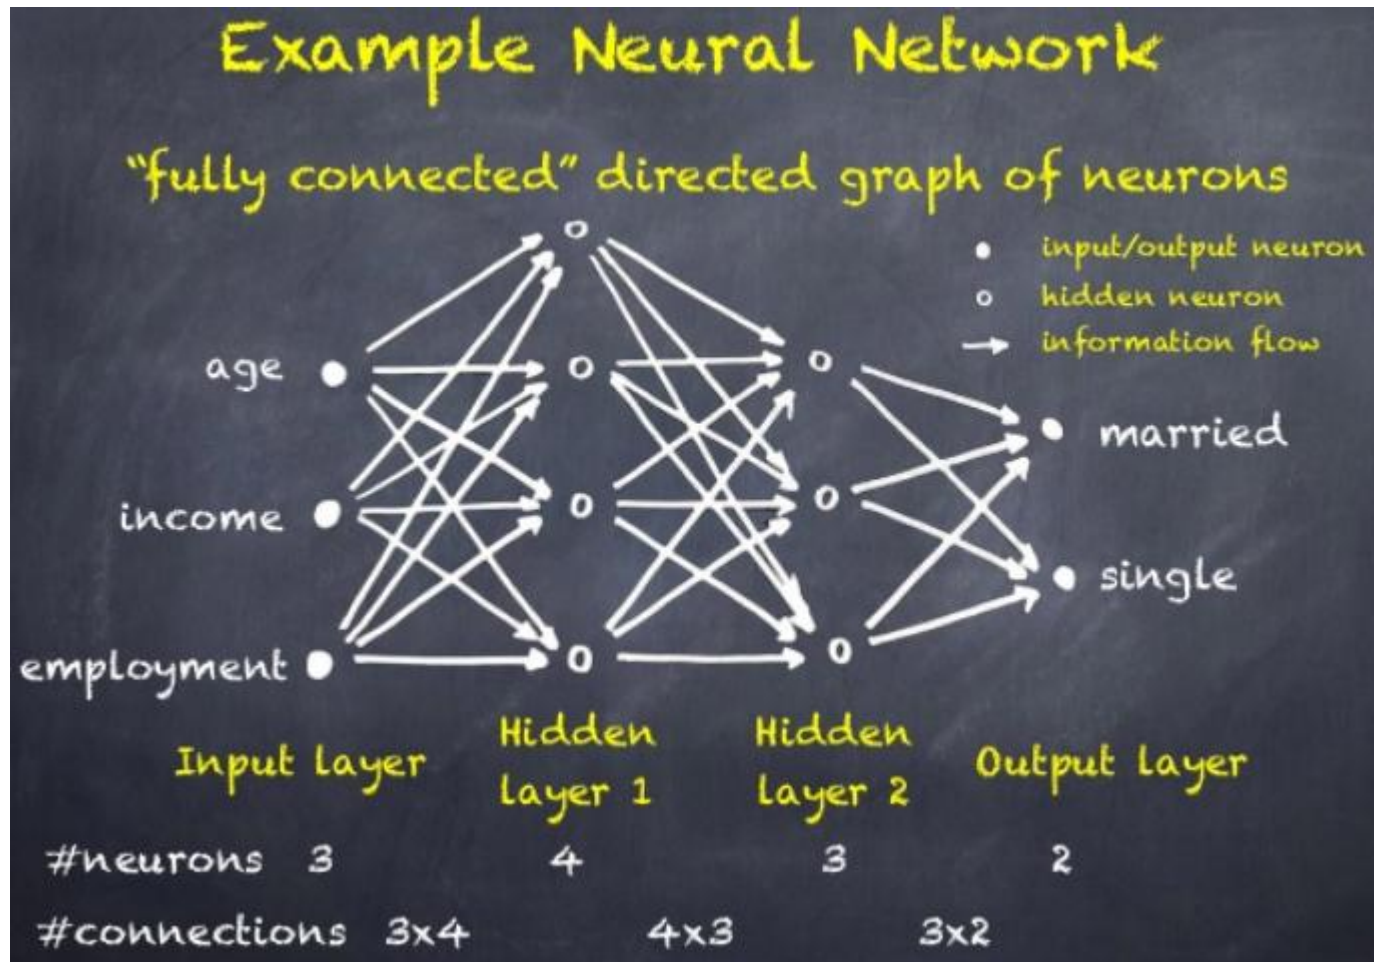 Example Neural Network
"fully connected" directed graph of neurons
input/output neuron
hidden neuron
information flow
age
income
employment
married
single
Input layer
Hidden
layer 1
Hidden
layer 2
Output layer
#neurons 3 4 3 2
#connections 3x4 4x3 3x2